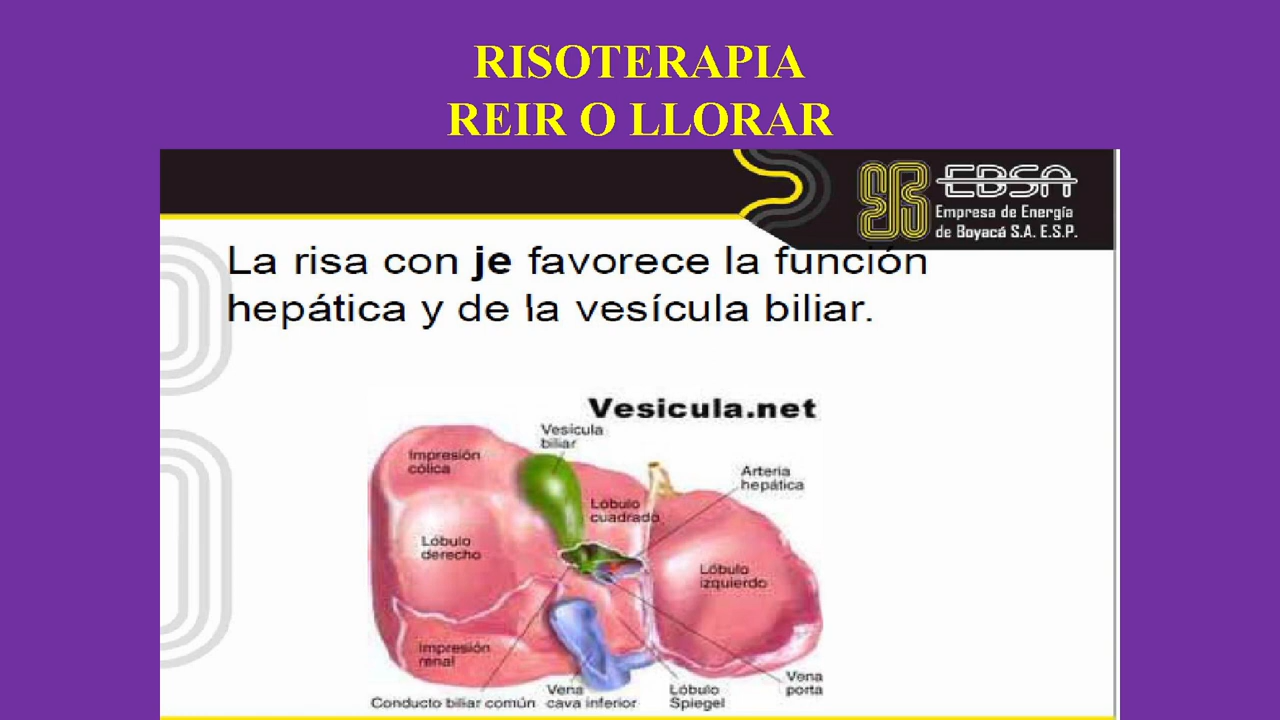 RISOTERAPIA
REIR O LLORAR
EBSA
Empresa de Energía
de Boyacá S.A. E.S.P.
La risa con je favorece la función
hepática y de la vesícula biliar.
Vesicula.net
Vesicula
biliar
Impresión
cólica
Arteria
hepática
Lóbulo
cuadrado
Lóbulo
derecho
Lóbulo
izquierdo
Impresión
renal
Vena
porta
Conducto biliar común
Vena
cava inferior
Lóbulo
Spiegel